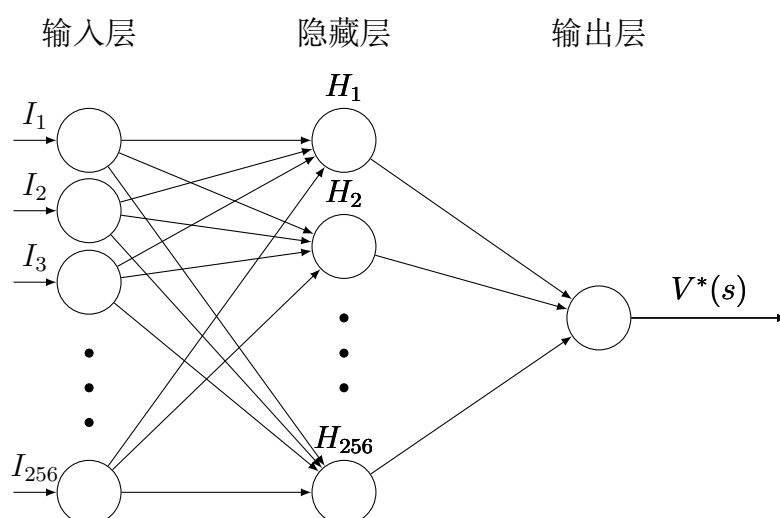 输入层 隐藏层 输出层
H₁
I₁
I₂
H₂
I₃
V*(s)
H₂₅₆
I₂₅₆